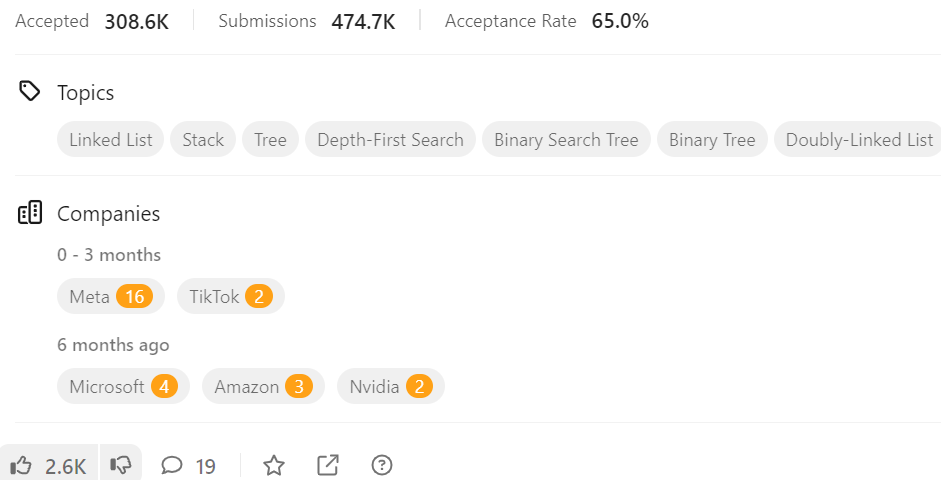 Accepted 308.6K Submissions 474.7K Acceptance Rate 65.0%
Topics
Linked List Stack Tree Depth-First Search Binary Search Tree Binary Tree Doubly-Linked List
Companies
0 - 3 months
Meta 16 TikTok 2
6 months ago
Microsoft 4 Amazon 3 Nvidia 2
2.6K 19